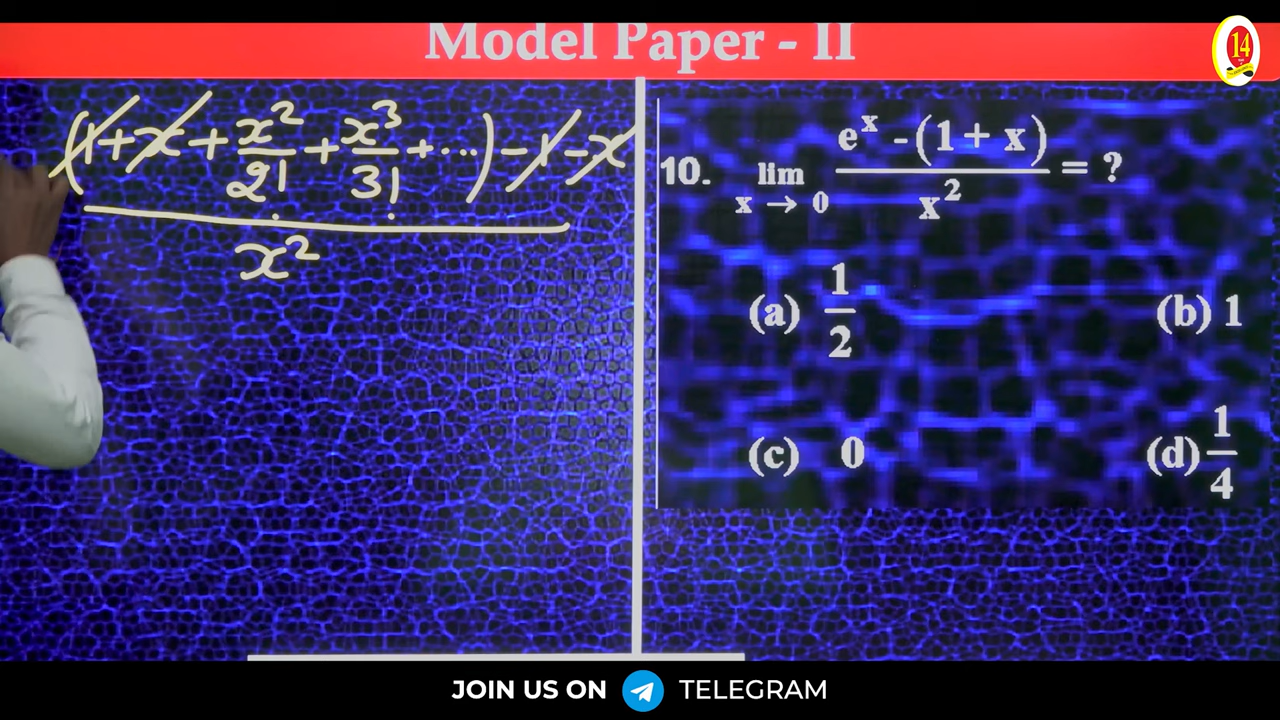 Model Paper - II
14
(1+x+x²/2!+x³/3!+...)-1-x
x²
10. lim x → 0 e^x - (1 + x) / x² = ?
(a) 1/2 (b) 1
(c) 0 (d) 1/4
JOIN US ON TELEGRAM